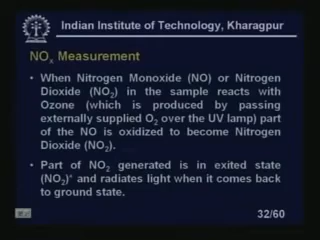 Indian Institute of Technology, Kharagpur
NOx Measurement
• When Nitrogen Monoxide (NO) or Nitrogen
Dioxide (NO2) in the sample reacts with
Ozone (which is produced by passing
externally supplied O2 over the UV lamp) part
of the NO is oxidized to become Nitrogen
Dioxide (NO2).
• Part of NO2 generated is in exited state
(NO2)* and radiates light when it comes back
to ground state.
32/60